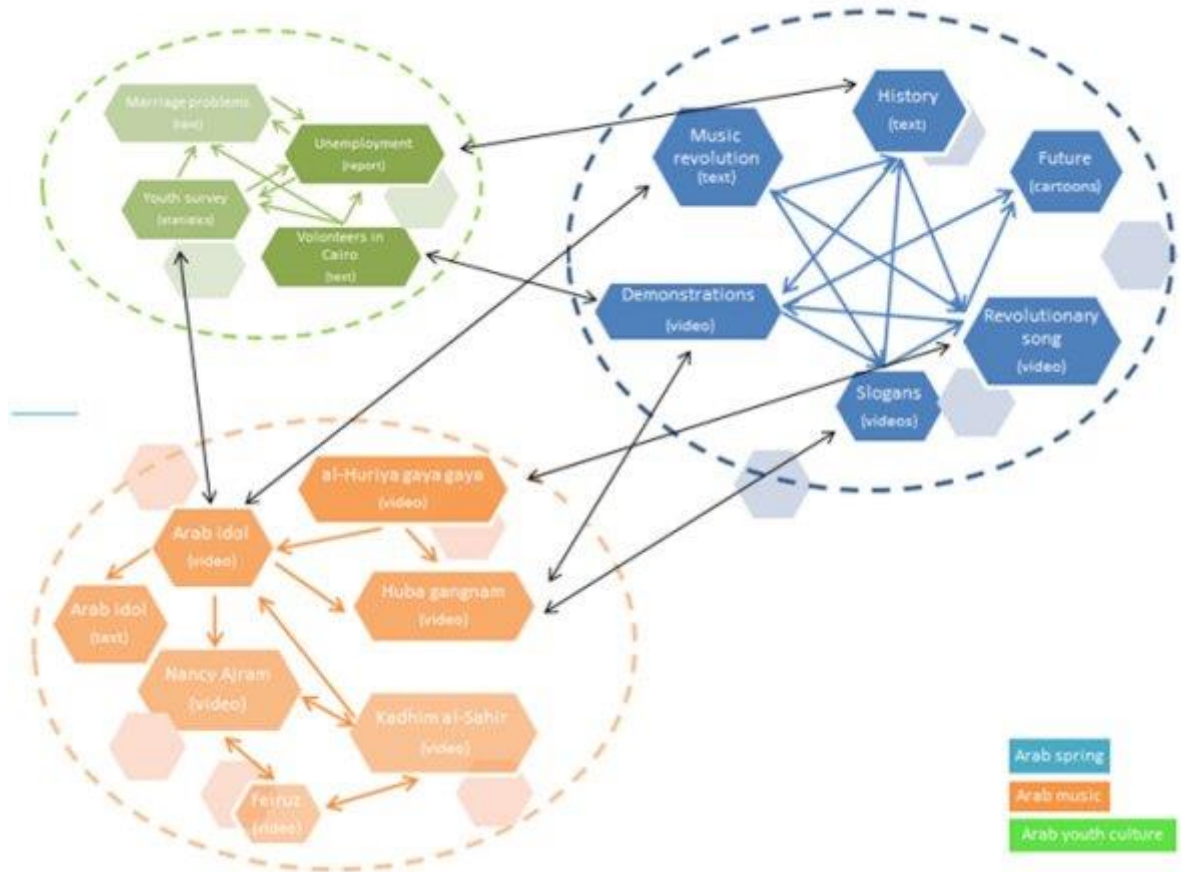 Marriage problems
(text)
Unemployment
(report)
Youth survey
(statistics)
Volonteers in
Cairo
(text)
History
(text)
Music
revolution
(text)
Future
(cartoons)
Demonstrations
(video)
Revolutionary
song
(video)
Slogans
(videos)
al-Huriya gaya gaya
(video)
Arab idol
(video)
Huba gangnam
(video)
Arab idol
(text)
Nancy Ajram
(video)
Kadhim al-Sahir
(video)
Feiruz
(video)
Arab spring
Arab music
Arab youth culture